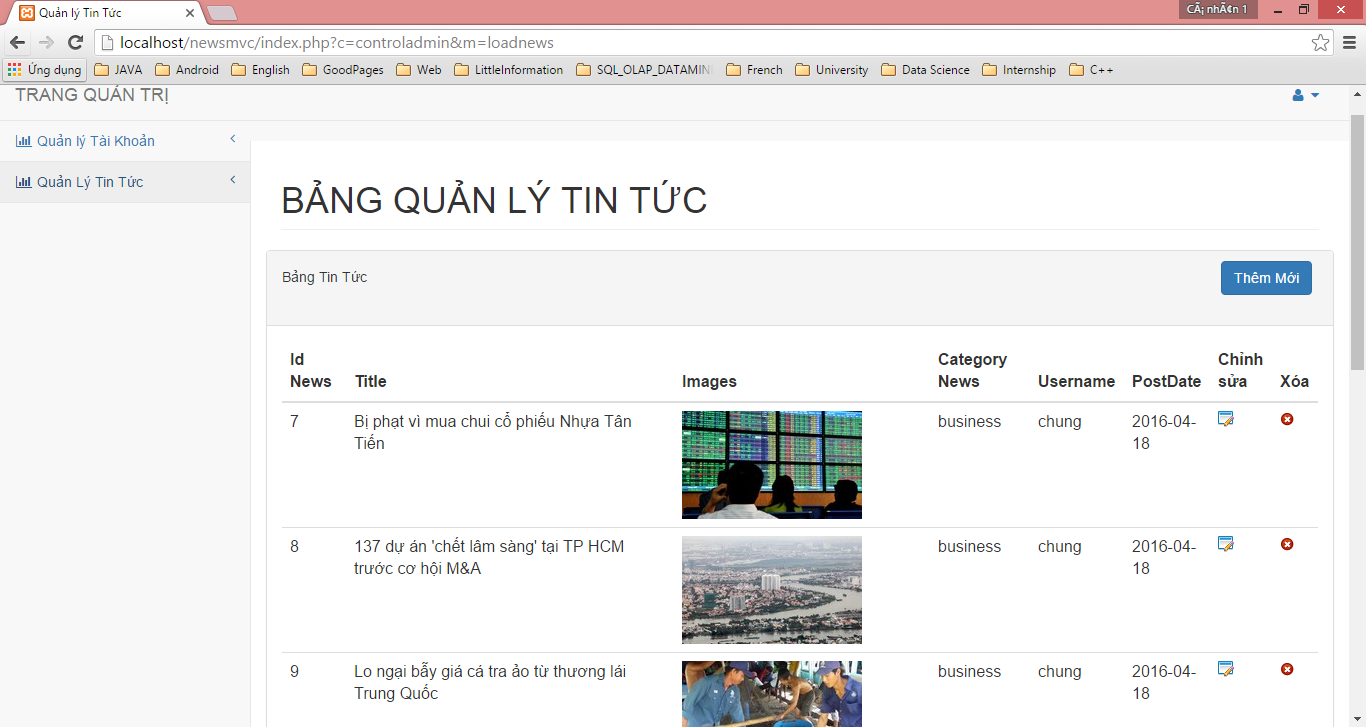 Quản lý Tin Tức
CÃ¡ nhÃ¢n 1
localhost/newsmvc/index.php?c=controladmin&m=loadnews
Ứng dụng JAVA Android English GoodPages Web LittleInformation SQL_OLAP_DATAMIN French University Data Science Internship C++
TRANG QUẢN TRỊ
Quản lý Tài Khoản
Quản Lý Tin Tức
BẢNG QUẢN LÝ TIN TỨC
Bảng Tin Tức
Thêm Mới
Id News Title Images Category News Username PostDate Chỉnh sửa Xóa
7 Bị phạt vì mua chui cổ phiếu Nhựa Tân Tiến business chung 2016-04-18
8 137 dự án 'chết lâm sàng' tại TP HCM trước cơ hội M&A business chung 2016-04-18
9 Lo ngại bẫy giá cá tra ảo từ thương lái Trung Quốc business chung 2016-04-18